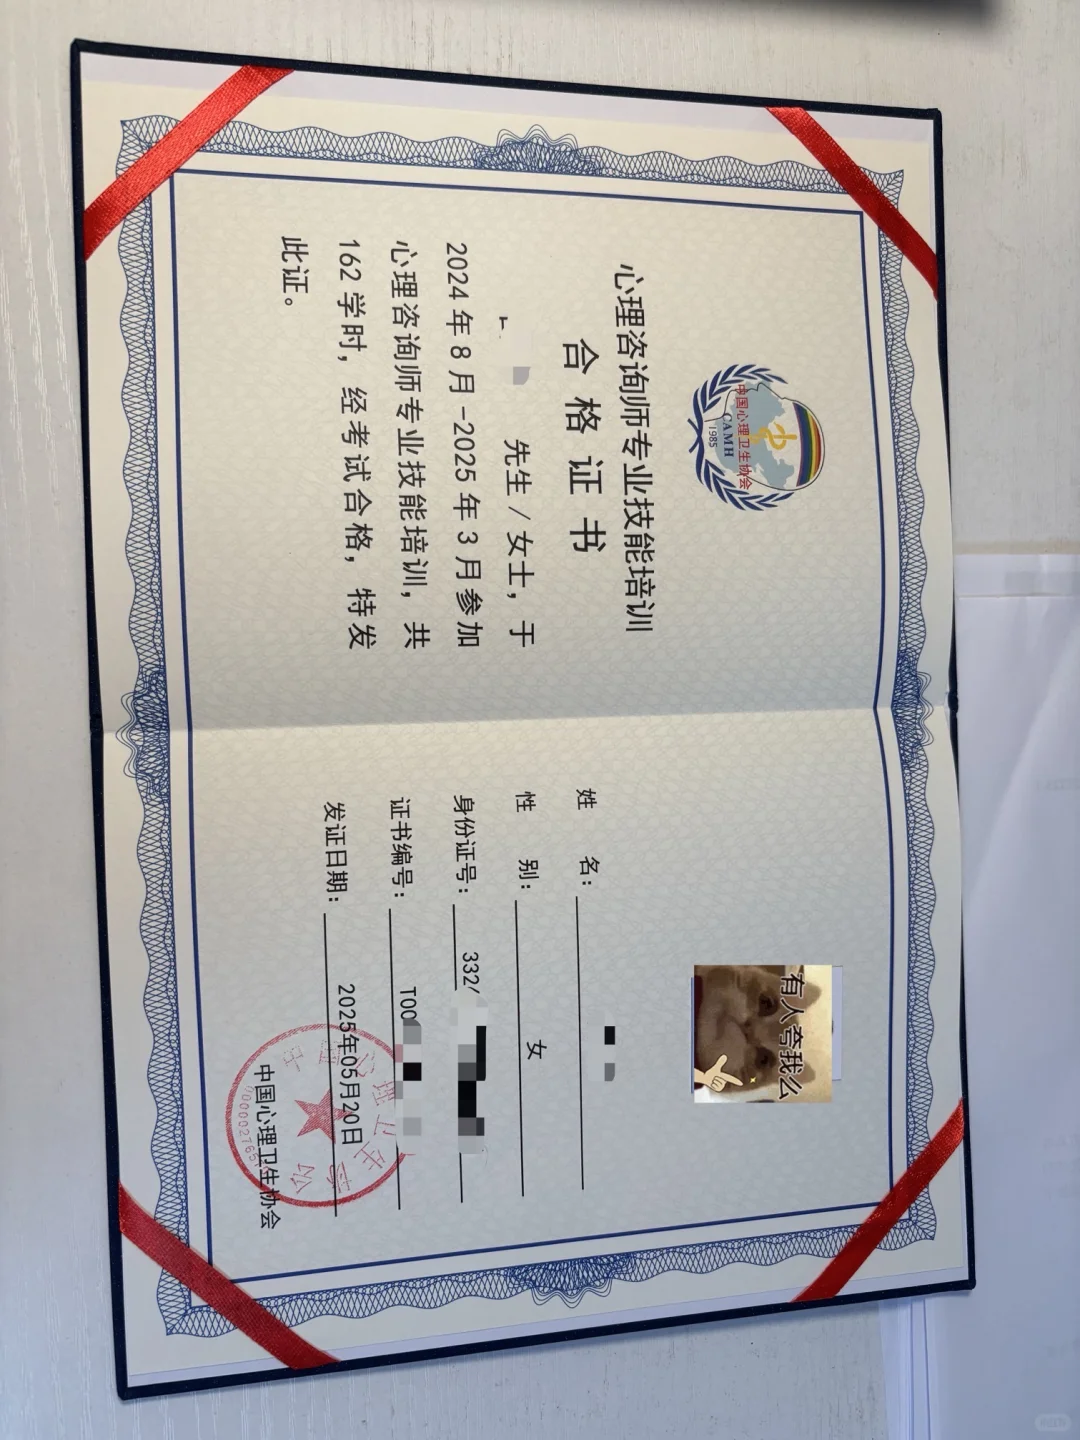 中国心理卫生协会
CAMH
1985
心理咨询师专业技能培训
合格证书
先生/女士，于
2024年8月-2025年3月参加
心理咨询师专业技能培训，共
162学时，经考试合格，特发
此证。
有人夸我么
姓 名：
性 别： 女
身份证号： 332
证书编号： T00
发证日期： 2025年05月20日
中国心理卫生协会